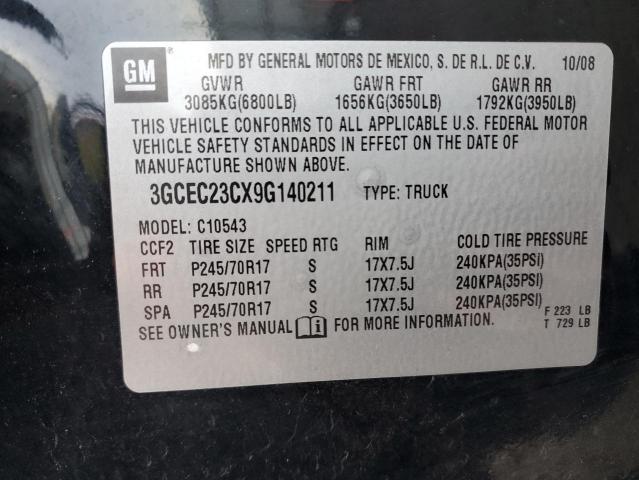 GM
®
MFD BY GENERAL MOTORS DE MEXICO, S. DE R.L. DE C.V. 10/08
GVWR GAWR FRT GAWR RR
3085KG(6800LB) 1656KG(3650LB) 1792KG(3950LB)
THIS VEHICLE CONFORMS TO ALL APPLICABLE U.S. FEDERAL MOTOR
VEHICLE SAFETY STANDARDS IN EFFECT ON THE DATE OF
MANUFACTURE SHOWN ABOVE.
3GCEC23CX9G140211 TYPE: TRUCK
MODEL: C10543
CCF2 TIRE SIZE SPEED RTG RIM COLD TIRE PRESSURE
FRT P245/70R17 S 17X7.5J 240KPA(35PSI)
RR P245/70R17 S 17X7.5J 240KPA(35PSI)
SPA P245/70R17 S 17X7.5J 240KPA(35PSI)
SEE OWNER'S MANUAL i FOR MORE INFORMATION.
F 223 LB
T 729 LB